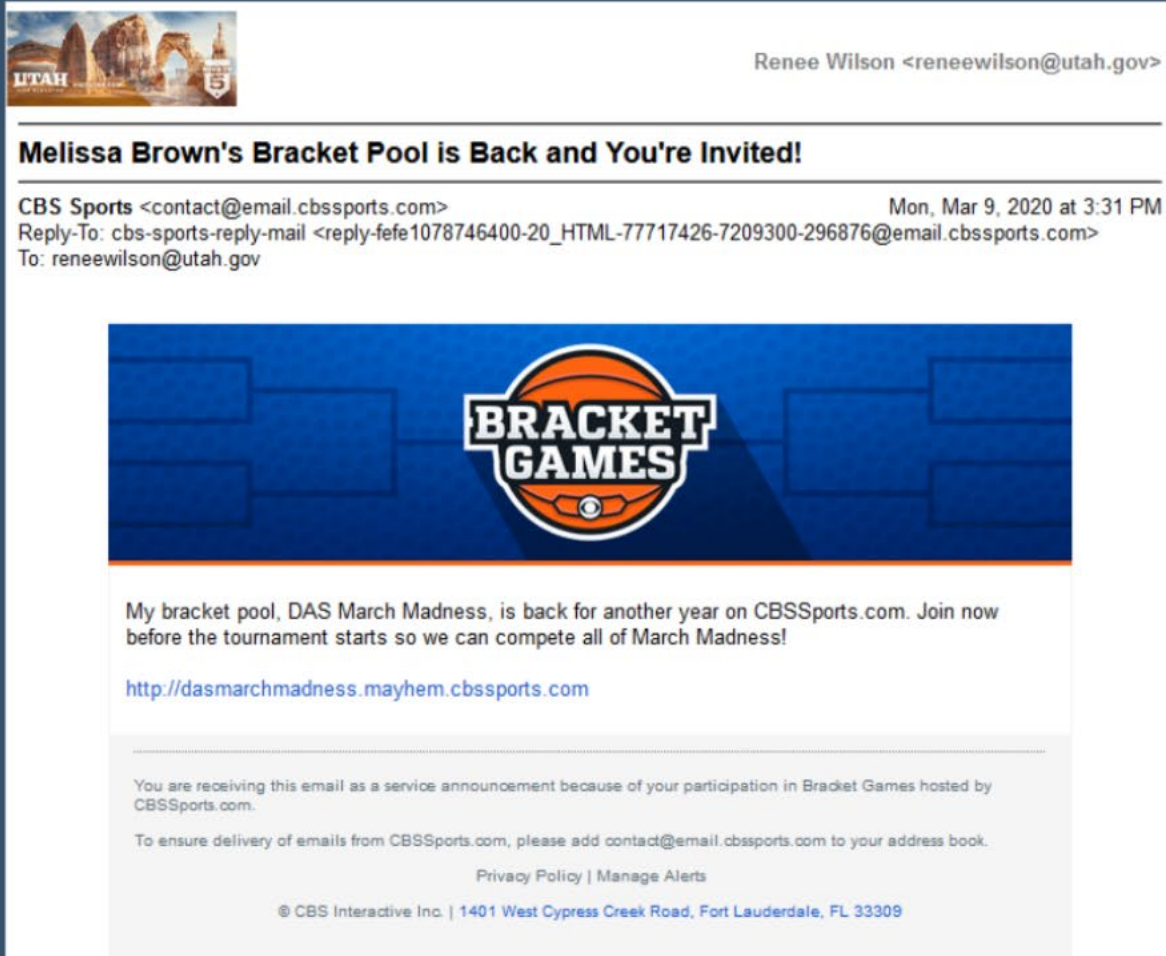 UTAH
5
Renee Wilson <reneewilson@utah.gov>
Melissa Brown's Bracket Pool is Back and You're Invited!
CBS Sports <contact@email.cbssports.com> Mon, Mar 9, 2020 at 3:31 PM
Reply-To: cbs-sports-reply-mail <reply-fefe1078746400-20_HTML-77717426-7209300-296876@email.cbssports.com>
To: reneewilson@utah.gov
BRACKET
GAMES
My bracket pool, DAS March Madness, is back for another year on CBSSports.com. Join now
before the tournament starts so we can compete all of March Madness!
http://dasmarchmadness.mayhem.cbssports.com
You are receiving this email as a service announcement because of your participation in Bracket Games hosted by
CBSSports.com.
To ensure delivery of emails from CBSSports.com, please add contact@email.cbssports.com to your address book.
Privacy Policy | Manage Alerts
© CBS Interactive Inc. | 1401 West Cypress Creek Road, Fort Lauderdale, FL 33309